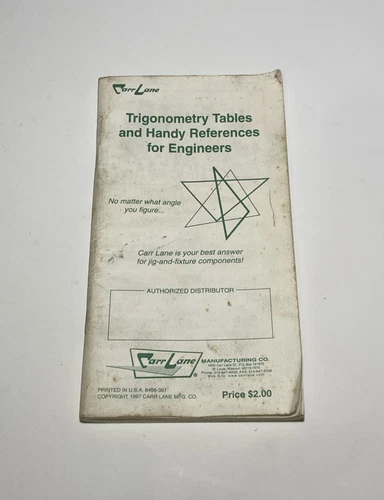 Carr Lane
Trigonometry Tables
and Handy References
for Engineers
No matter what angle
you figure...
Carr Lane is your best answer
for jig-and-fixture components!
AUTHORIZED DISTRIBUTOR
Carr Lane ® MANUFACTURING CO.
PRINTED IN U.S.A. 8496-397
COPYRIGHT 1997 CARR LANE MFG. CO.
Price $2.00